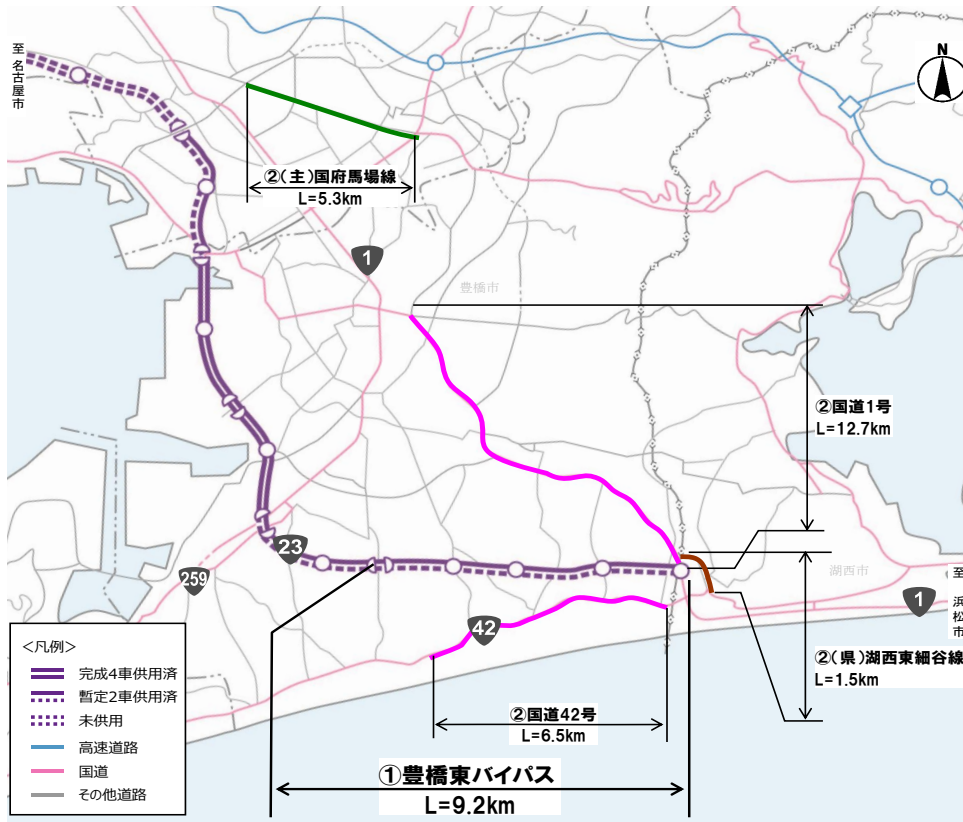 至 名古屋市
N
②(主)国府馬場線
L=5.3km
1
豊橋市
②国道1号
L=12.7km
23
259
42
湖西市
至 浜松市
1
②(県)湖西東細谷線
L=1.5km
②国道42号
L=6.5km
①豊橋東バイパス
L=9.2km
<凡例>
完成4車供用済
暫定2車供用済
未供用
高速道路
国道
その他道路